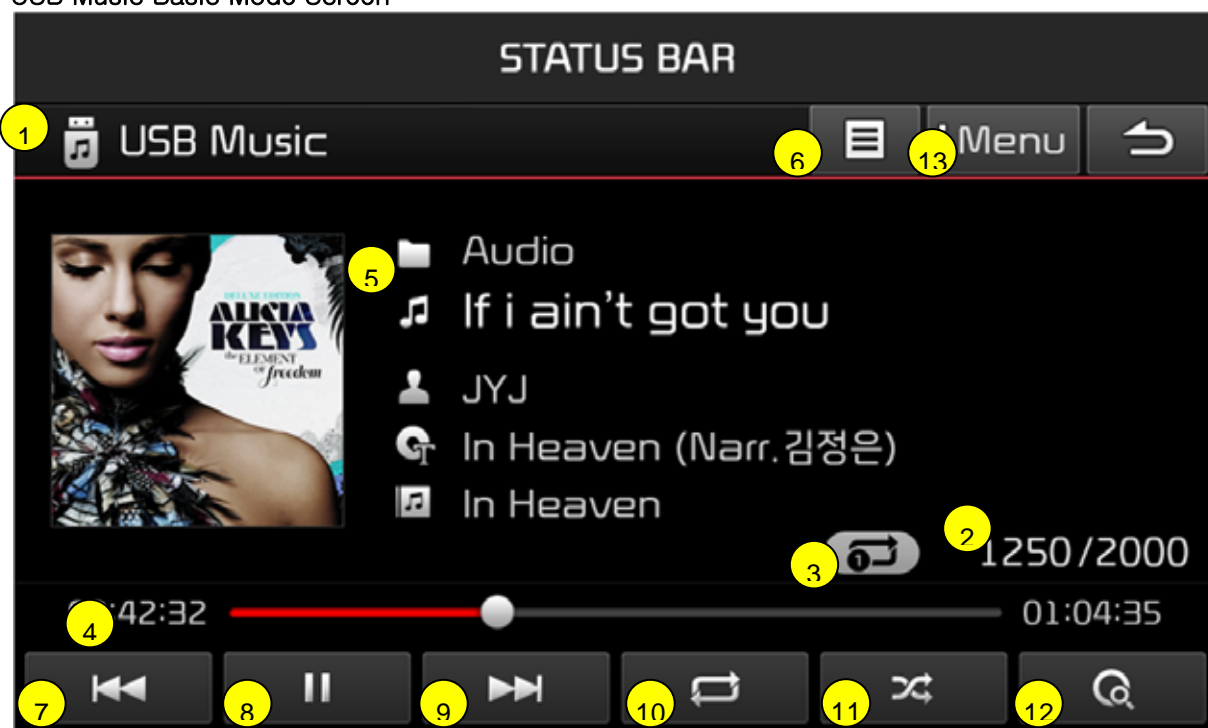 USB Music Basic Mode Screen
STATUS BAR
1 USB Music 6 13 Menu
5 Audio
If i ain't got you
JYJ
In Heaven (Narr.김정은)
In Heaven
DELUXE EDITION
ALICIA
KEYS
the ELEMENT
OF freedom
3 2 1250/2000
4 :42:32 01:04:35
7 8 9 10 11 12